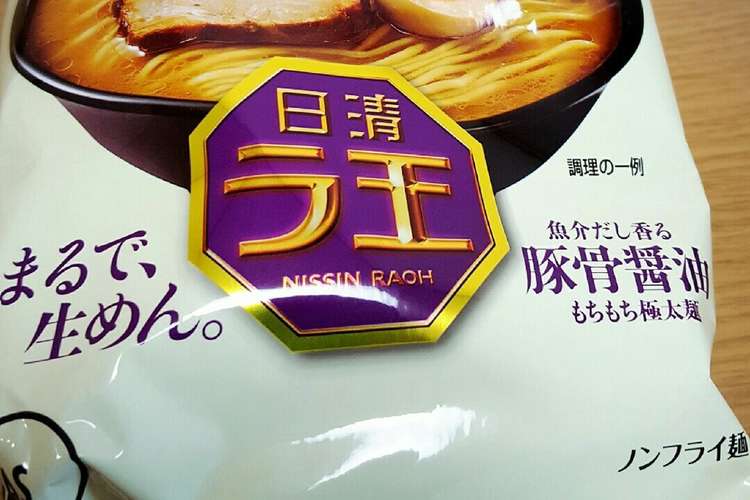 日清
ラ王
NISSIN RAOH
調理の一例
まるで、
生めん。
魚介だし香る
豚骨醤油
もちもち極太麺
ノンフライ麺